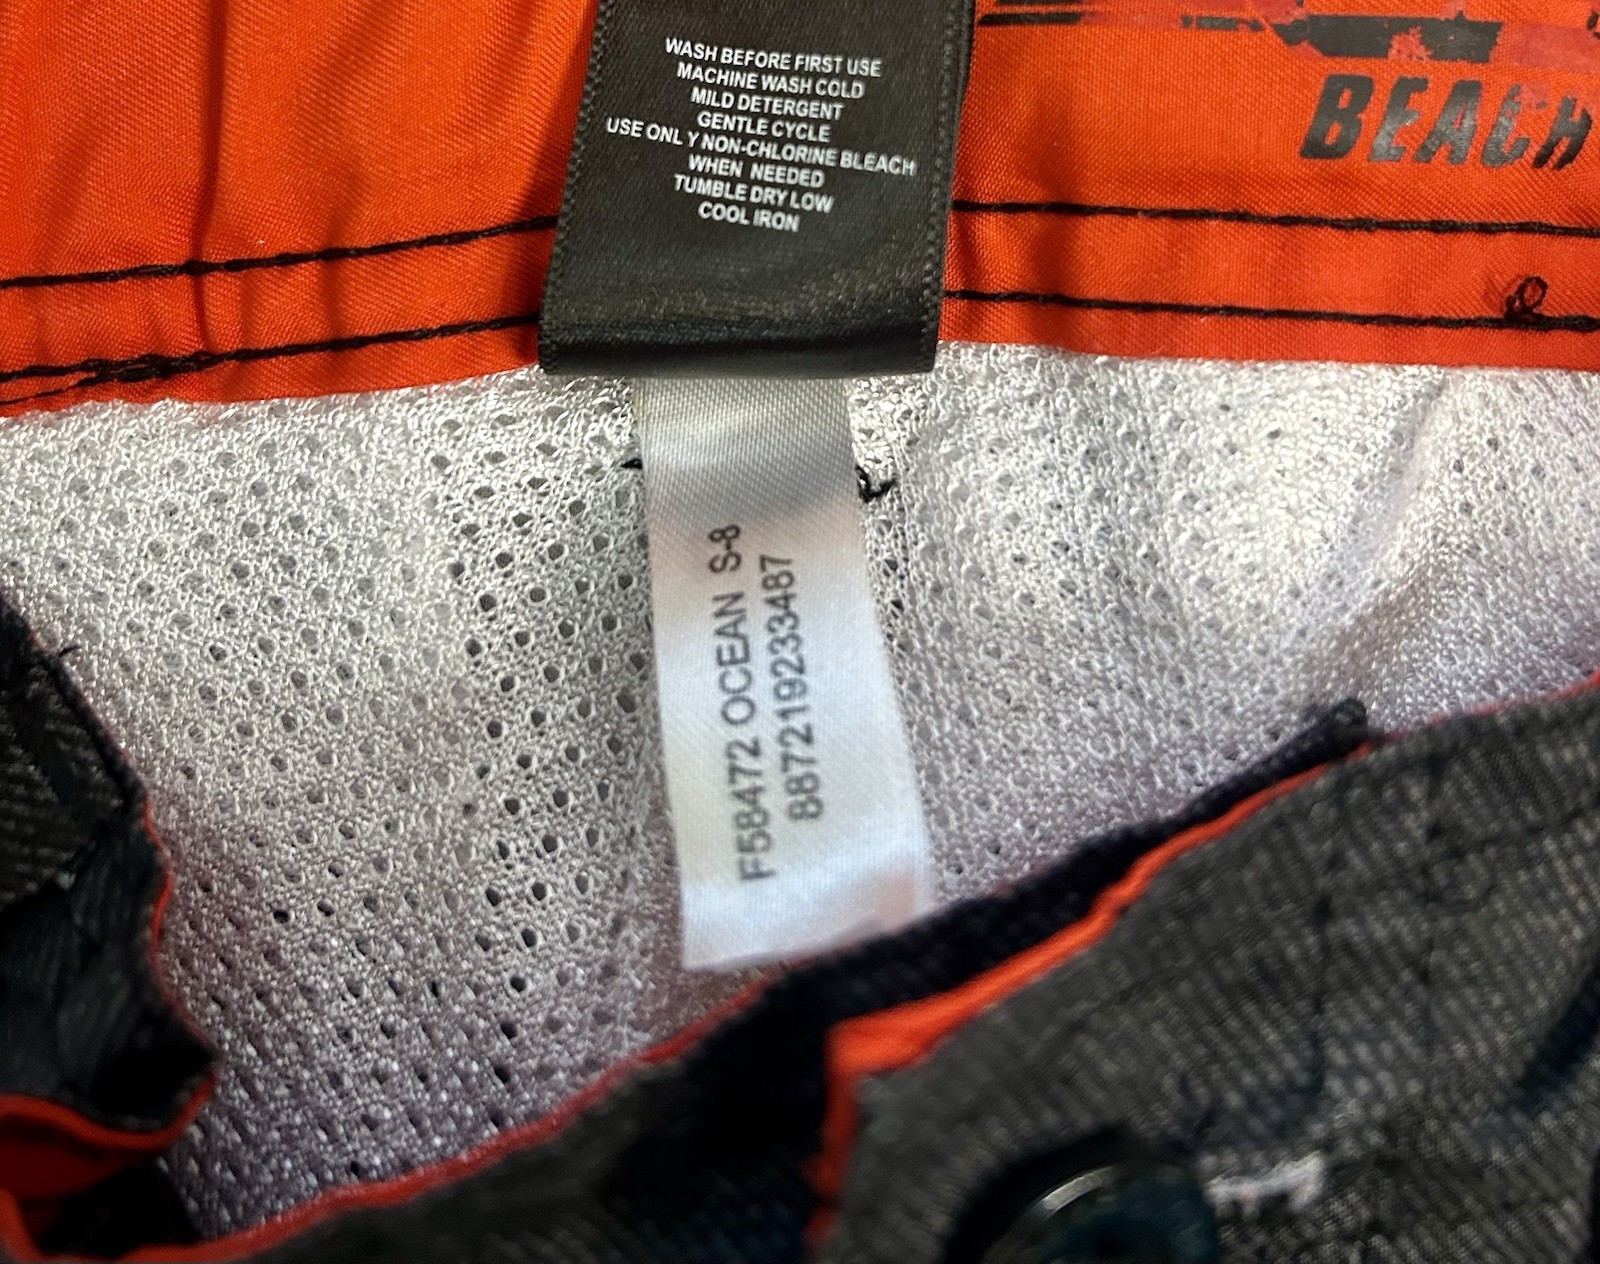 WASH BEFORE FIRST USE
MACHINE WASH COLD
MILD DETERGENT
GENTLE CYCLE
USE ONLY NON-CHLORINE BLEACH
WHEN NEEDED
TUMBLE DRY LOW
COOL IRON
BEACH
F58472 OCEAN S-8
887219233487